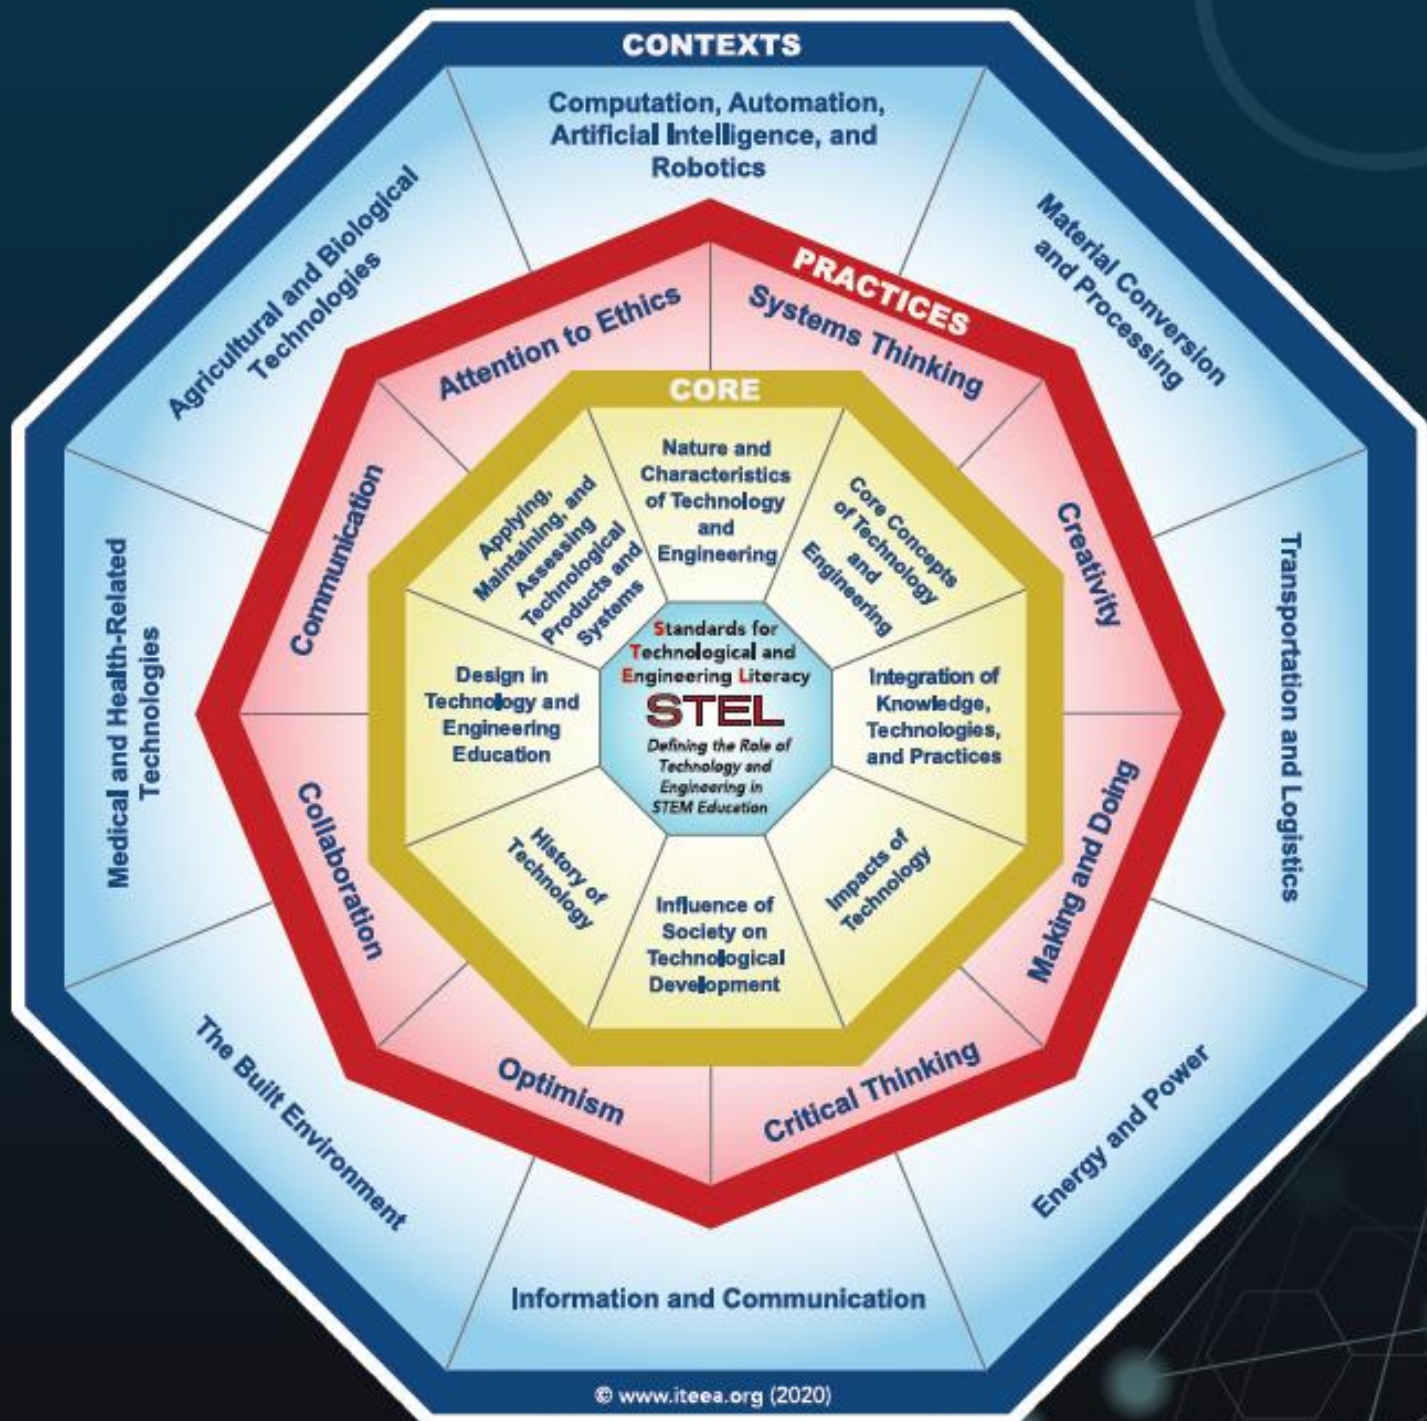 CONTEXTS
Computation, Automation,
Artificial Intelligence, and
Robotics
Material Conversion
and Processing
Transportation and Logistics
Energy and Power
Information and Communication
The Built Environment
Medical and Health-Related
Technologies
Agricultural and Biological
Technologies
PRACTICES
Systems Thinking
Creativity
Making and Doing
Critical Thinking
Optimism
Collaboration
Communication
Attention to Ethics
CORE
Nature and
Characteristics
of Technology
and
Engineering
Core Concepts
of Technology
and
Engineering
Integration of
Knowledge,
Technologies,
and Practices
Impacts of
Technology
Influence of
Society on
Technological
Development
History of
Technology
Design in
Technology and
Engineering
Education
Applying,
Maintaining, and
Assessing
Technological
Products and
Systems
Standards for
Technological and
Engineering Literacy
STEL
Defining the Role of
Technology and
Engineering in
STEM Education
© www.iteea.org (2020)